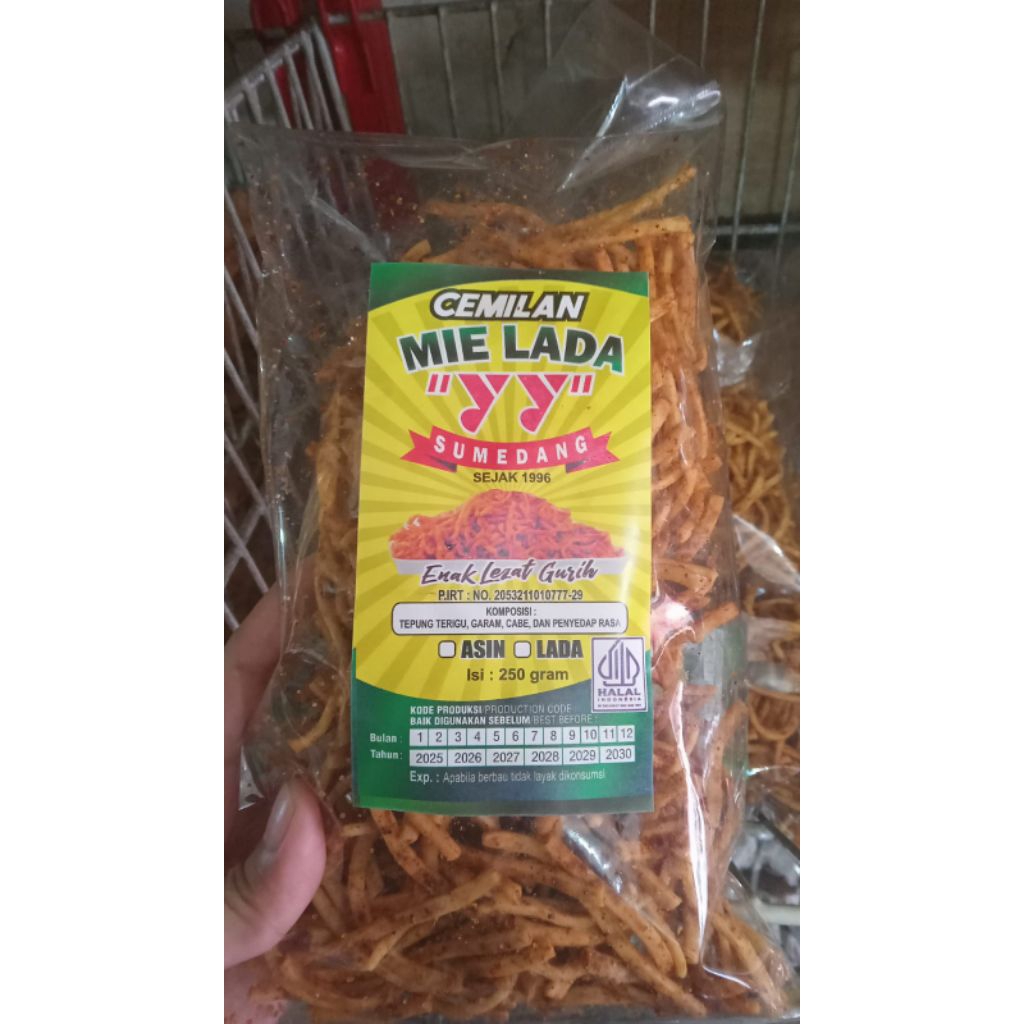 CEMILAN
MIE LADA
"yy"
SUMEDANG
SEJAK 1996
Enak Lezat Gurih
P.IRT : NO. 2053211010777-29
KOMPOSISI :
TEPUNG TERIGU, GARAM, CABE, DAN PENYEDAP RASA
ASIN LADA
Isi : 250 gram
HALAL
INDONESIA
KODE PRODUKSI/PRODUCTION CODE
BAIK DIGUNAKAN SEBELUM/BEST BEFORE :
Bulan : 1 2 3 4 5 6 7 8 9 10 11 12
Tahun : 2025 2026 2027 2028 2029 2030
Exp. : Apabila berbau tidak layak dikonsumsi